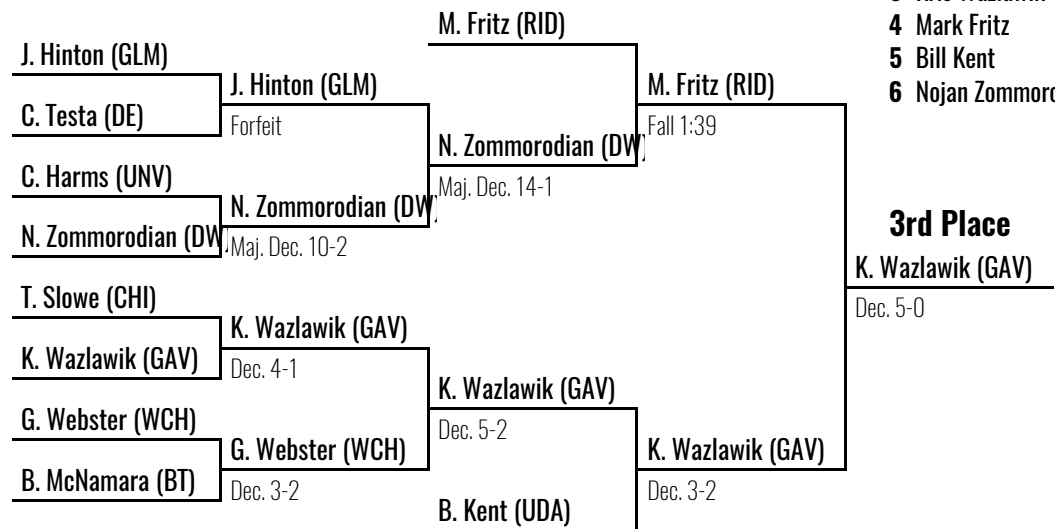 J. Hinton (GLM)
C. Testa (DE)
C. Harms (UNV)
N. Zommorodian (DW
T. Slowe (CHI)
K. Wazlawik (GAV)
G. Webster (WCH)
B. McNamara (BT)
J. Hinton (GLM)
Forfeit
N. Zommorodian (DW)
Maj. Dec. 10-2
K. Wazlawik (GAV)
Dec. 4-1
G. Webster (WCH)
Dec. 3-2
M. Fritz (RID)
N. Zommorodian (DW)
Maj. Dec. 14-1
K. Wazlawik (GAV)
Dec. 5-2
B. Kent (UDA)
M. Fritz (RID)
Fall 1:39
K. Wazlawik (GAV)
Dec. 3-2
3rd Place
K. Wazlawik (GAV)
Dec. 5-0
4 Mark Fritz
5 Bill Kent
6 Nojan